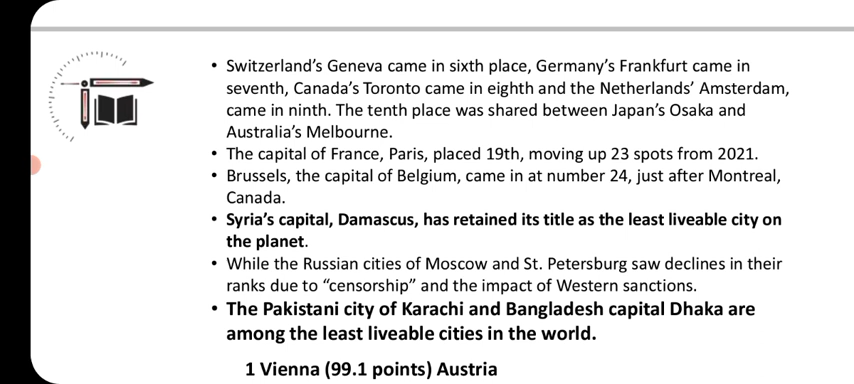 • Switzerland's Geneva came in sixth place, Germany's Frankfurt came in
seventh, Canada's Toronto came in eighth and the Netherlands' Amsterdam,
came in ninth. The tenth place was shared between Japan's Osaka and
Australia's Melbourne.
• The capital of France, Paris, placed 19th, moving up 23 spots from 2021.
• Brussels, the capital of Belgium, came in at number 24, just after Montreal,
Canada.
• Syria's capital, Damascus, has retained its title as the least liveable city on
the planet.
• While the Russian cities of Moscow and St. Petersburg saw declines in their
ranks due to “censorship” and the impact of Western sanctions.
• The Pakistani city of Karachi and Bangladesh capital Dhaka are
among the least liveable cities in the world.
1 Vienna (99.1 points) Austria